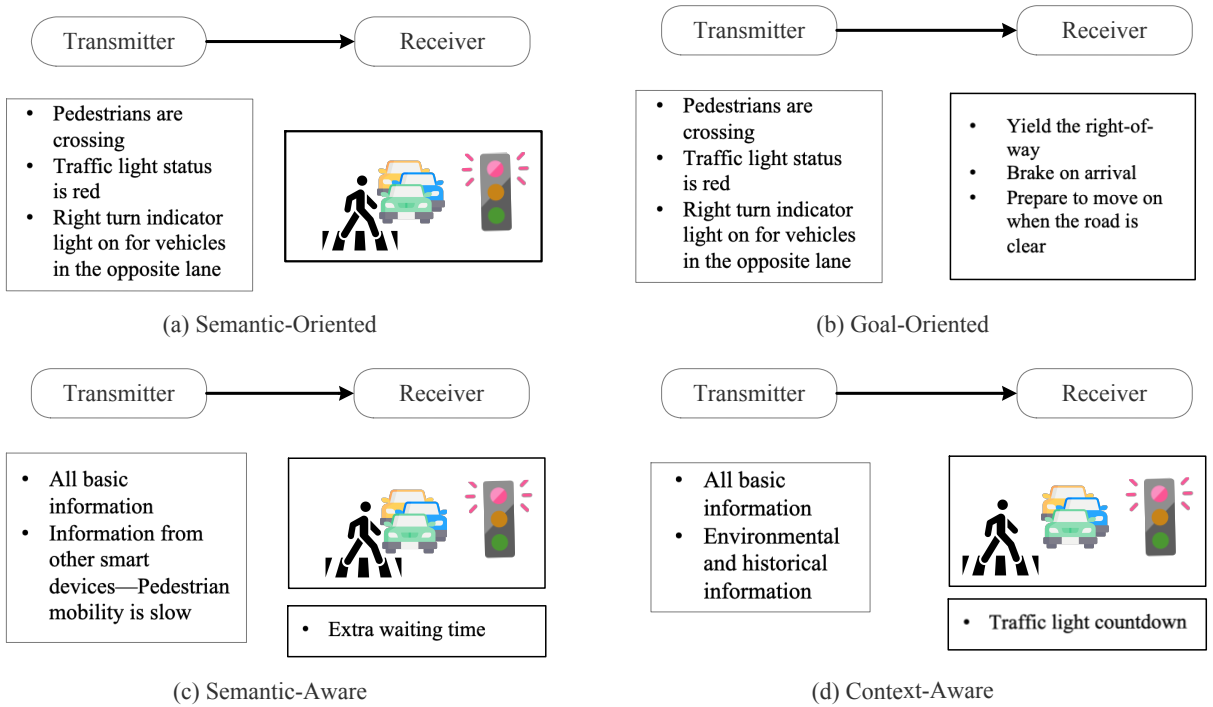 Transmitter
Receiver
• Pedestrians are
crossing
• Traffic light status
is red
• Right turn indicator
light on for vehicles
in the opposite lane
(a) Semantic-Oriented
Transmitter
Receiver
• Pedestrians are
crossing
• Traffic light status
is red
• Right turn indicator
light on for vehicles
in the opposite lane
• Yield the right-of-
way
• Brake on arrival
• Prepare to move on
when the road is
clear
(b) Goal-Oriented
Transmitter
Receiver
• All basic
information
• Information from
other smart
devices—Pedestrian
mobility is slow
• Extra waiting time
(c) Semantic-Aware
Transmitter
Receiver
• All basic
information
• Environmental
and historical
information
• Traffic light countdown
(d) Context-Aware